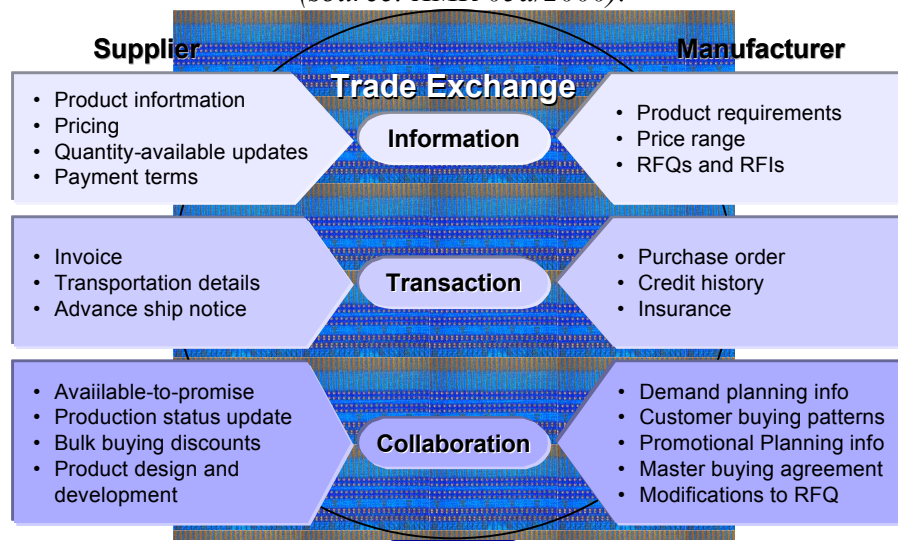 Supplier
Manufacturer
Trade Exchange
Information
• Product infortmation
• Pricing
• Quantity-available updates
• Payment terms
• Product requirements
• Price range
• RFQs and RFIs
Transaction
• Invoice
• Transportation details
• Advance ship notice
• Purchase order
• Credit history
• Insurance
Collaboration
• Avaiilable-to-promise
• Production status update
• Bulk buying discounts
• Product design and
development
• Demand planning info
• Customer buying patterns
• Promotional Planning info
• Master buying agreement
• Modifications to RFQ